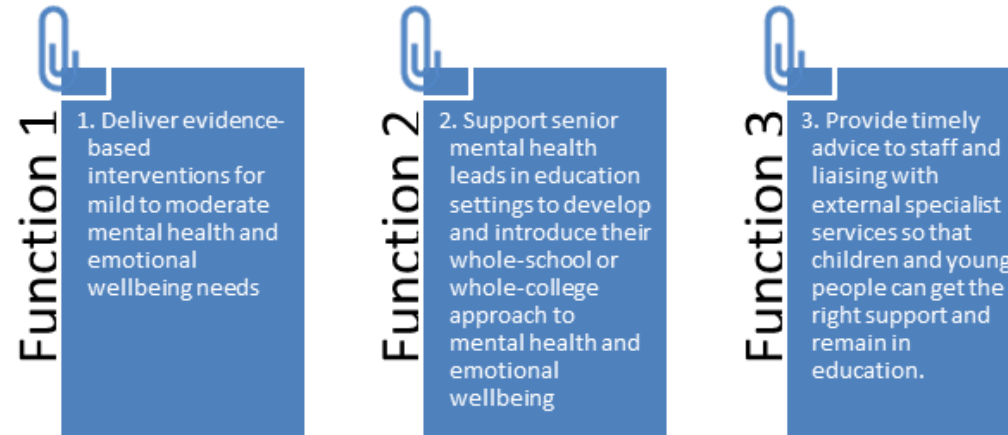 Function 1
1. Deliver evidence-
based
interventions for
mild to moderate
mental health and
emotional
wellbeing needs
Function 2
2. Support senior
mental health
leads in education
settings to develop
and introduce their
whole-school or
whole-college
approach to
mental health and
emotional
wellbeing
Function 3
3. Provide timely
advice to staff and
liaising with
external specialist
services so that
children and young
people can get the
right support and
remain in
education.